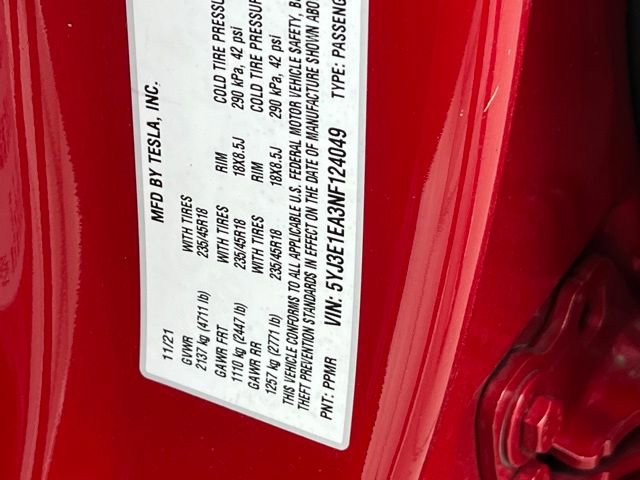 MFD BY TESLA, INC.
11/21
GVWR WITH TIRES RIM COLD TIRE PRESSU
2137 kg (4711 lb) 235/45R18 18X8.5J 290 kPa, 42 psi
GAWR FRT WITH TIRES RIM COLD TIRE PRESSUR
1110 kg (2447 lb) 235/45R18 18X8.5J 290 kPa, 42 psi
GAWR RR
1257 kg (2771 lb) 235/45R18
THIS VEHICLE CONFORMS TO ALL APPLICABLE U.S. FEDERAL MOTOR VEHICLE SAFETY, B
THEFT PREVENTION STANDARDS IN EFFECT ON THE DATE OF MANUFACTURE SHOWN ABO
PNT: PPMR VIN: 5YJ3E1EA3NF124049 TYPE: PASSENG